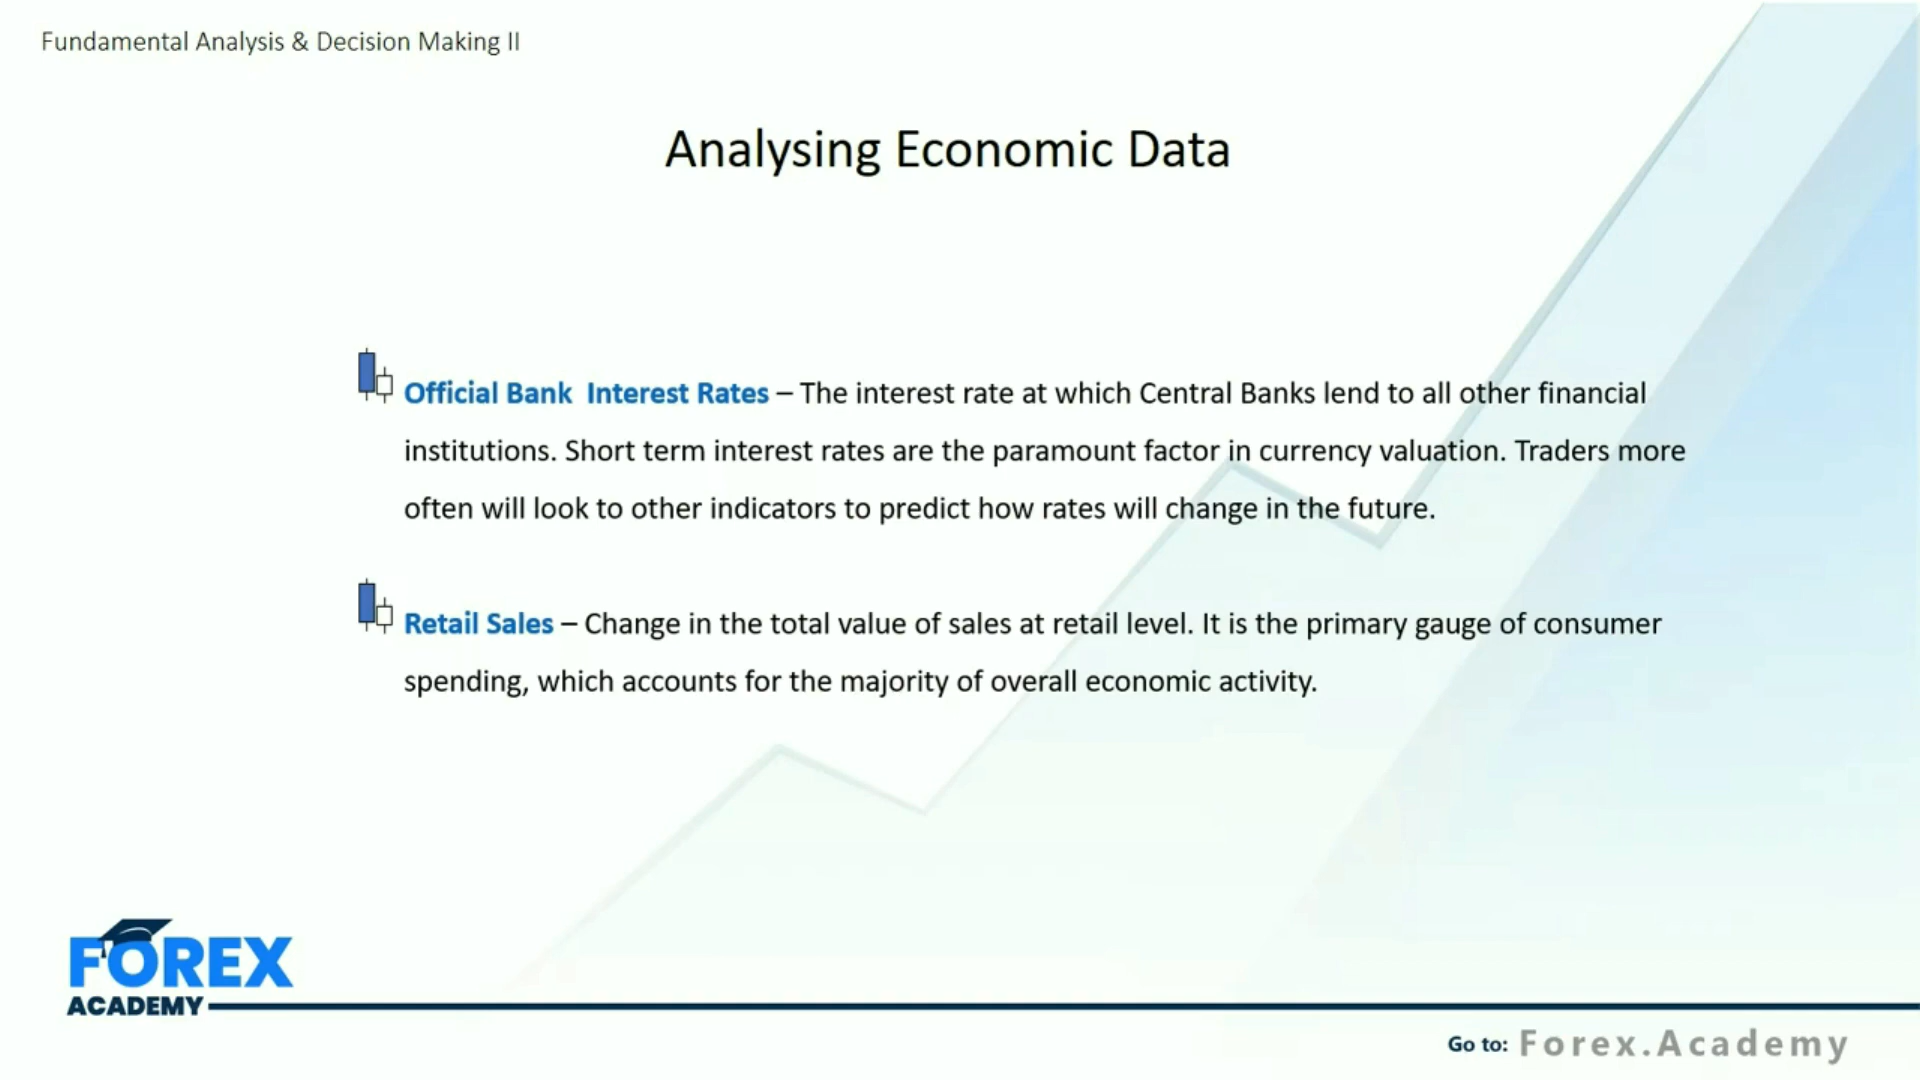 Fundamental Analysis & Decision Making II
Analysing Economic Data
Official Bank  Interest Rates – The interest rate at which Central Banks lend to all other financial
institutions. Short term interest rates are the paramount factor in currency valuation. Traders more
often will look to other indicators to predict how rates will change in the future.
Retail Sales – Change in the total value of sales at retail level. It is the primary gauge of consumer
spending, which accounts for the majority of overall economic activity.
FOREX
ACADEMY
Go to: Forex.Academy